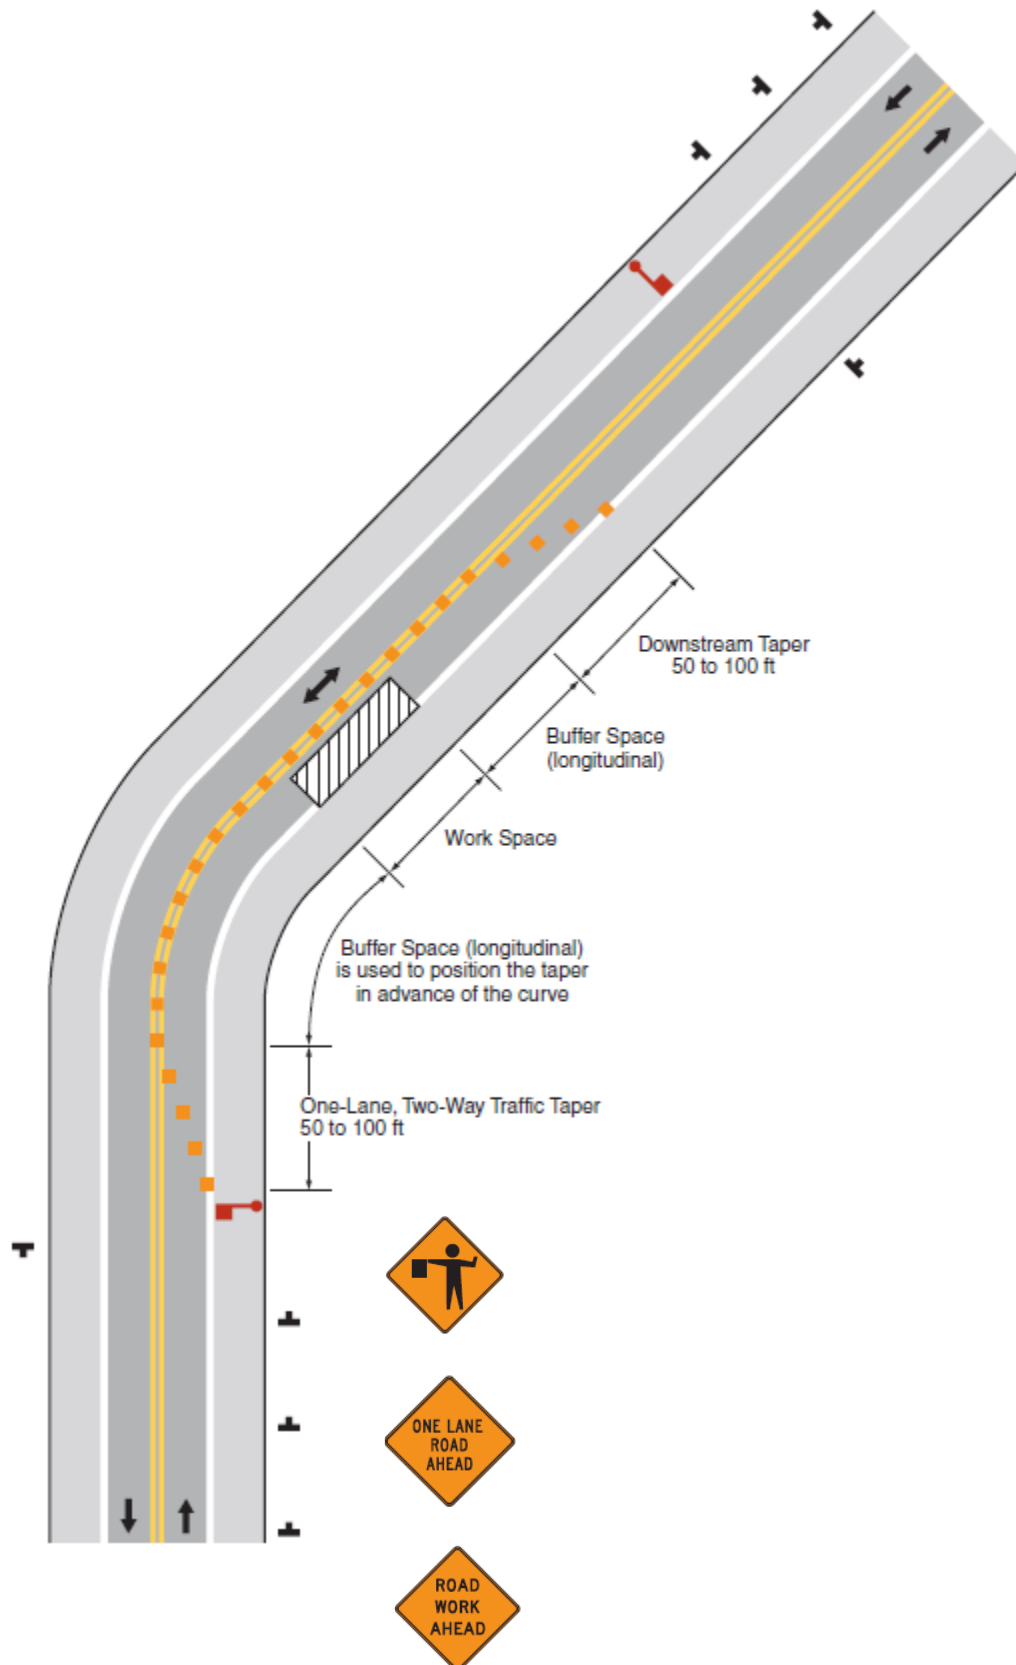 Downstream Taper
50 to 100 ft
Buffer Space
(longitudinal)
Work Space
Buffer Space (longitudinal)
is used to position the taper
in advance of the curve
One-Lane, Two-Way Traffic Taper
50 to 100 ft
ONE LANE
ROAD
AHEAD
ROAD
WORK
AHEAD